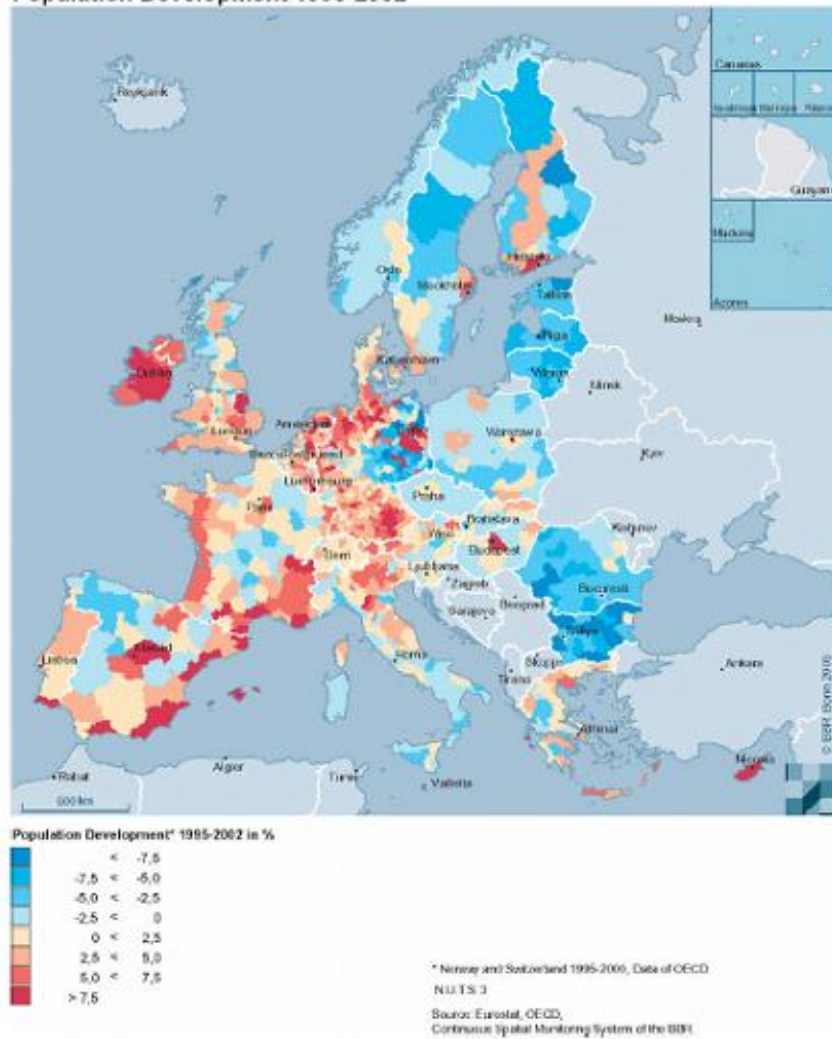 Population Development 1995-2002
Reykjavik
Canarias
Guyane
Madeira
Acores
Oslo
Stockholm
Helsinki
Tallinn
Riga
Vilnius
Minsk
Moskva
København
Dublin
London
Amsterdam
Luxembourg
Paris
Bern
Warszawa
Kyiv
Praha
Wien
Bratislava
Budapest
Ljubljana
Zagreb
Sarajevo
Beograd
Bucuresti
Sofiya
Skopje
Tirana
Roma
Madrid
Lisboa
Ankara
Athinai
Nicosia
Valletta
Tunis
Alger
Rabat
600 km
© BBR Bonn 2005
Population Development* 1995-2002 in %
< -7,5
-7,5 < -5,0
-5,0 < -2,5
-2,5 < 0
0 < 2,5
2,5 < 5,0
5,0 < 7,5
> 7,5
* Norway and Switzerland 1995-2000, Data of OECD
N.U.T.S 3
Source: Eurostat, OECD,
Continuous Spatial Monitoring System of the BBR